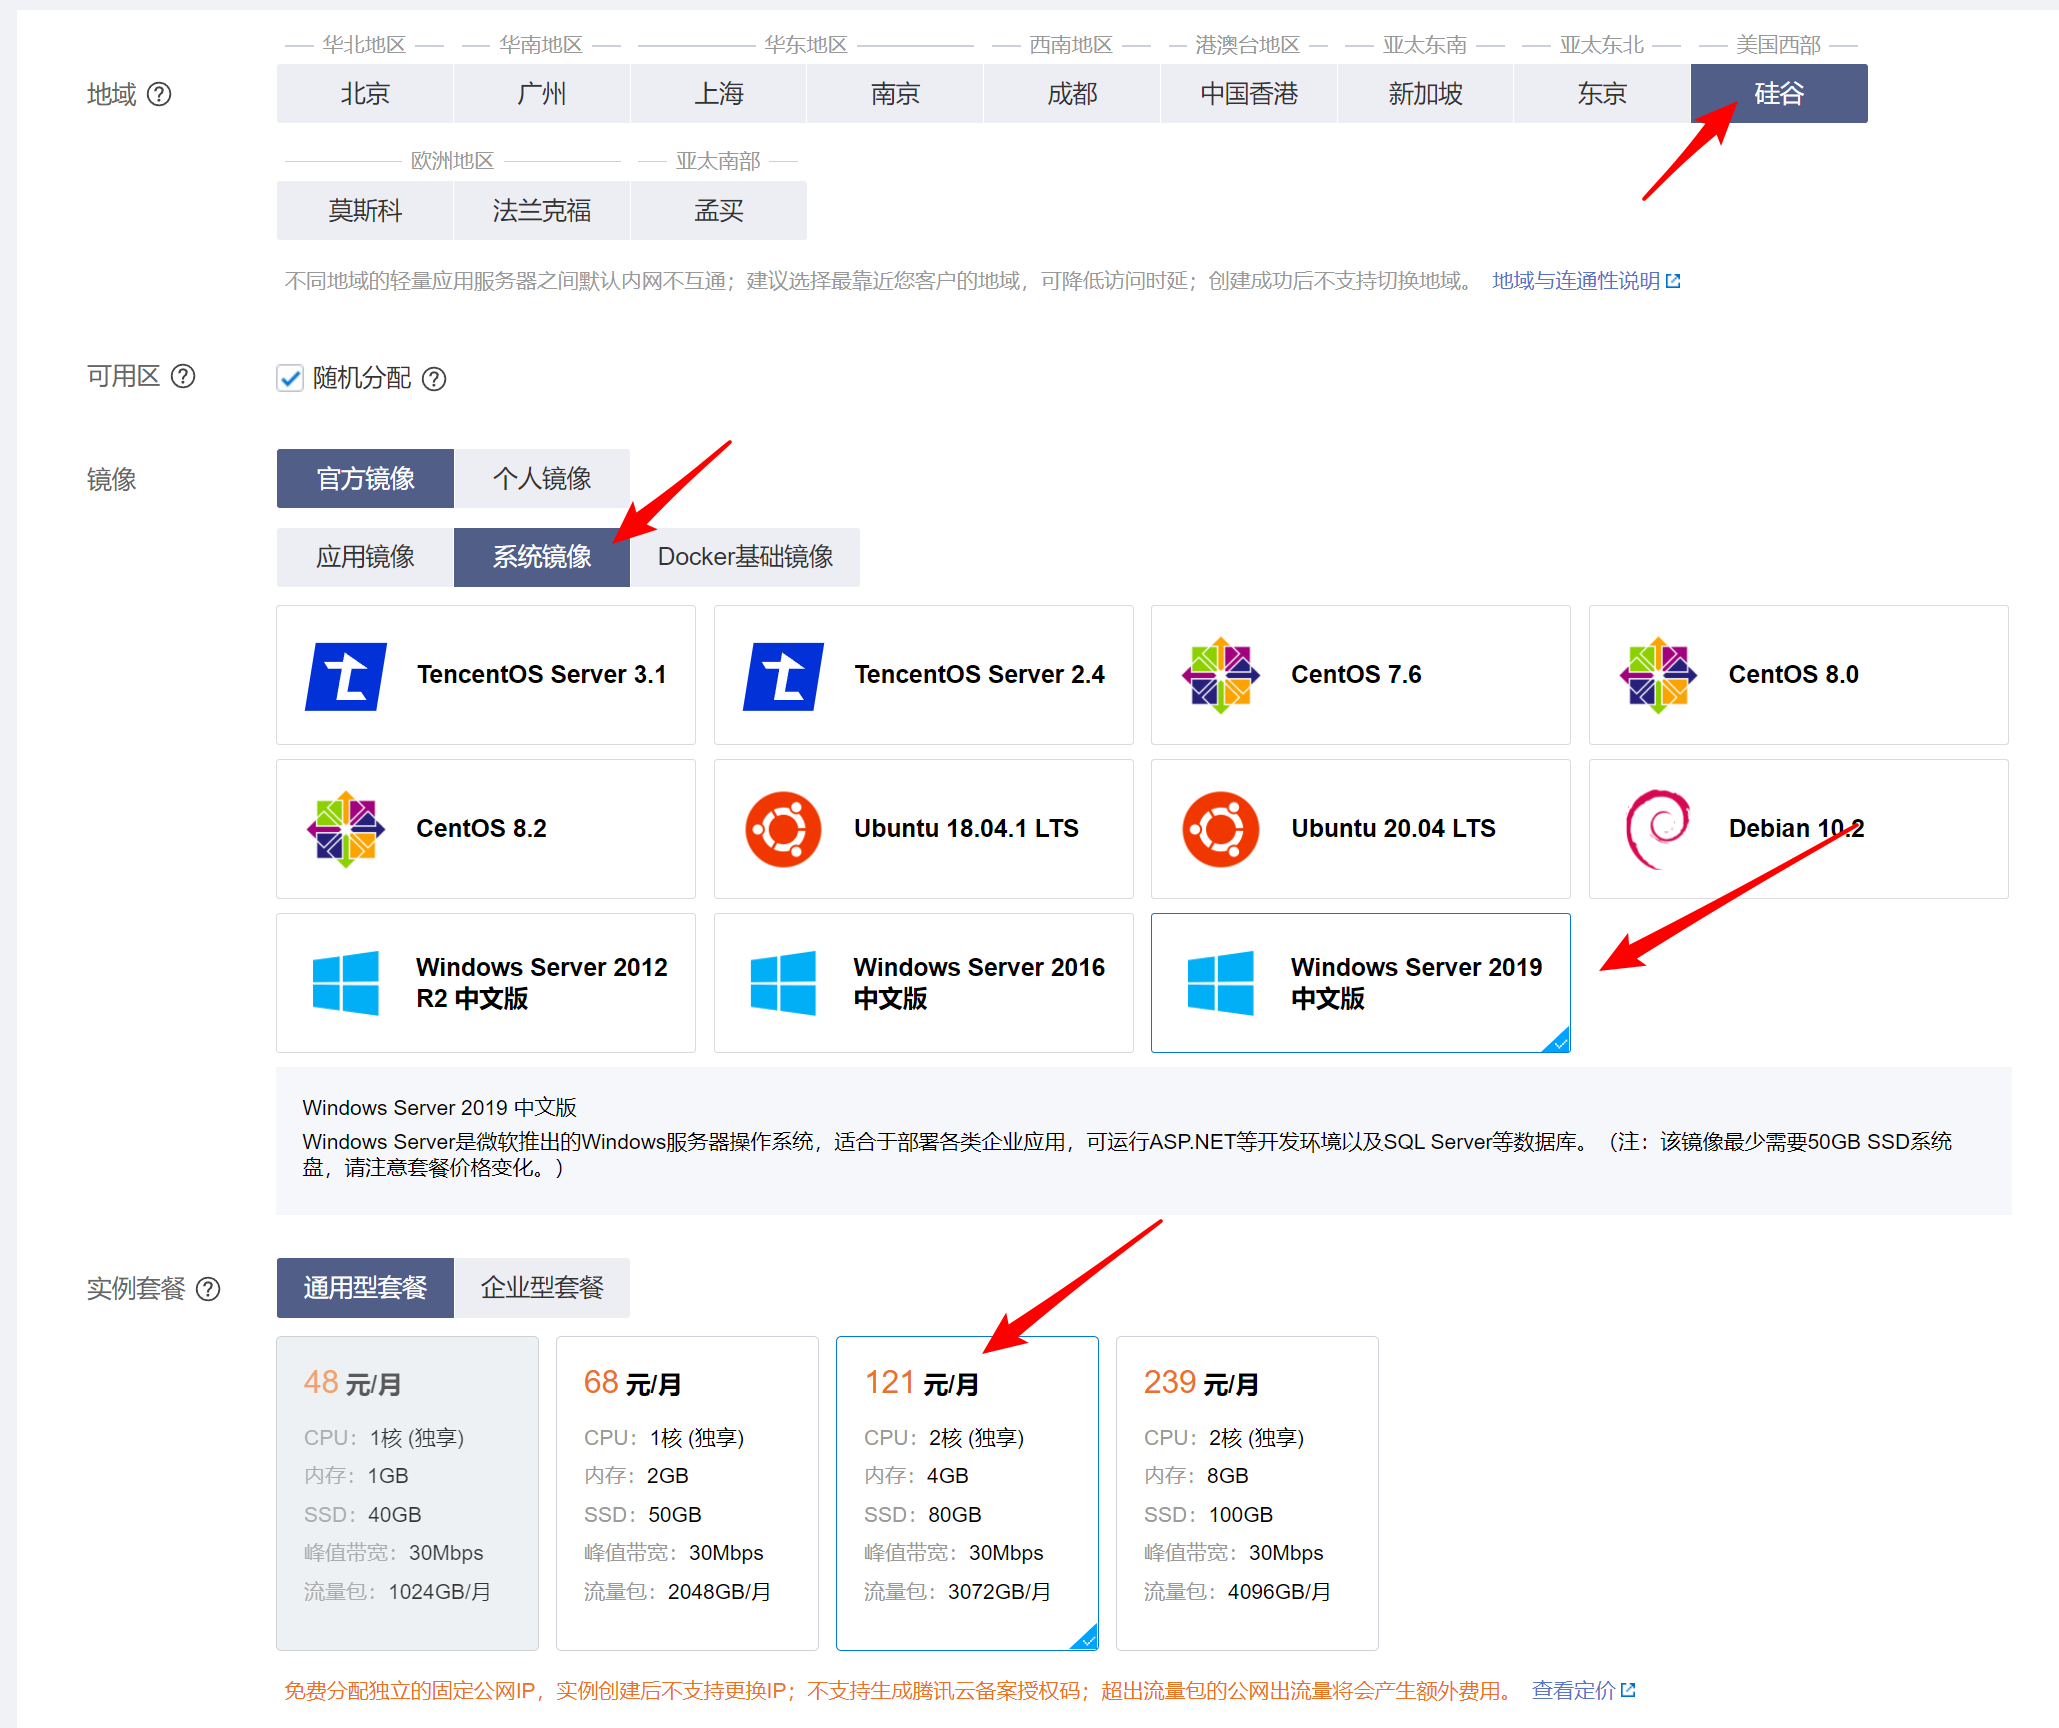 华北地区 华南地区 华东地区 西南地区 港澳台地区 亚太东南 亚太东北 美国西部
地域 北京 广州 上海 南京 成都 中国香港 新加坡 东京 硅谷
欧洲地区 亚太南部
莫斯科 法兰克福 孟买
不同地域的轻量应用服务器之间默认内网不互通；建议选择最靠近您客户的地域，可降低访问时延；创建成功后不支持切换地域。 地域与连通性说明
可用区 随机分配
镜像 官方镜像 个人镜像
应用镜像 系统镜像 Docker基础镜像
TencentOS Server 3.1 TencentOS Server 2.4 CentOS 7.6 CentOS 8.0
CentOS 8.2 Ubuntu 18.04.1 LTS Ubuntu 20.04 LTS Debian 10.2
Windows Server 2012 Windows Server 2016 Windows Server 2019
R2 中文版 中文版 中文版
Windows Server 2019 中文版
Windows Server是微软推出的Windows服务器操作系统，适合于部署各类企业应用，可运行ASP.NET等开发环境以及SQL Server等数据库。（注：该镜像最少需要50GB SSD系统
盘，请注意套餐价格变化。）
实例套餐 通用型套餐 企业型套餐
48 元/月 68 元/月 121 元/月 239 元/月
CPU：1核 (独享) CPU：1核 (独享) CPU：2核 (独享) CPU：2核 (独享)
内存：1GB 内存：2GB 内存：4GB 内存：8GB
SSD：40GB SSD：50GB SSD：80GB SSD：100GB
峰值带宽：30Mbps 峰值带宽：30Mbps 峰值带宽：30Mbps 峰值带宽：30Mbps
流量包：1024GB/月 流量包：2048GB/月 流量包：3072GB/月 流量包：4096GB/月
免费分配独立的固定公网IP，实例创建后不支持更换IP；不支持生成腾讯云备案授权码；超出流量包的公网出流量将会产生额外费用。 查看定价